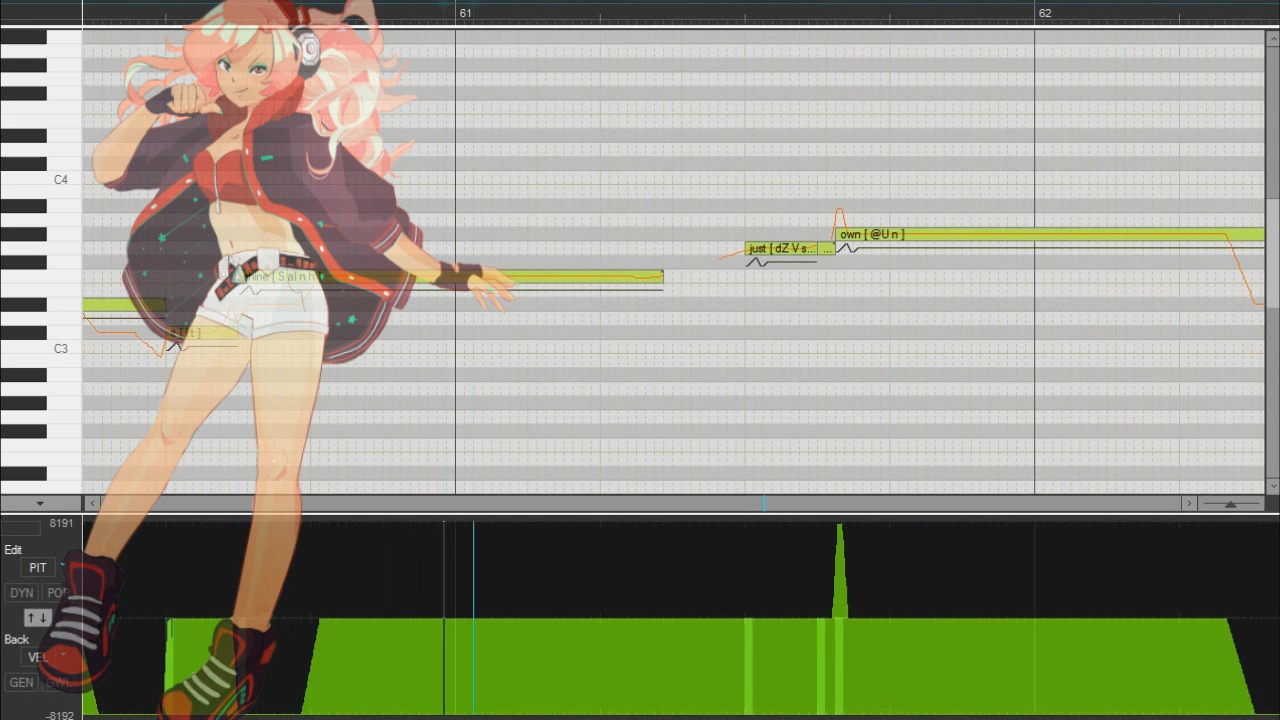 61
62
C4
own [ @U n ]
just [ dZ V s... ...
C3
8191
Edit
PIT
DYN
↑ ↓
Back
GEN
-8192